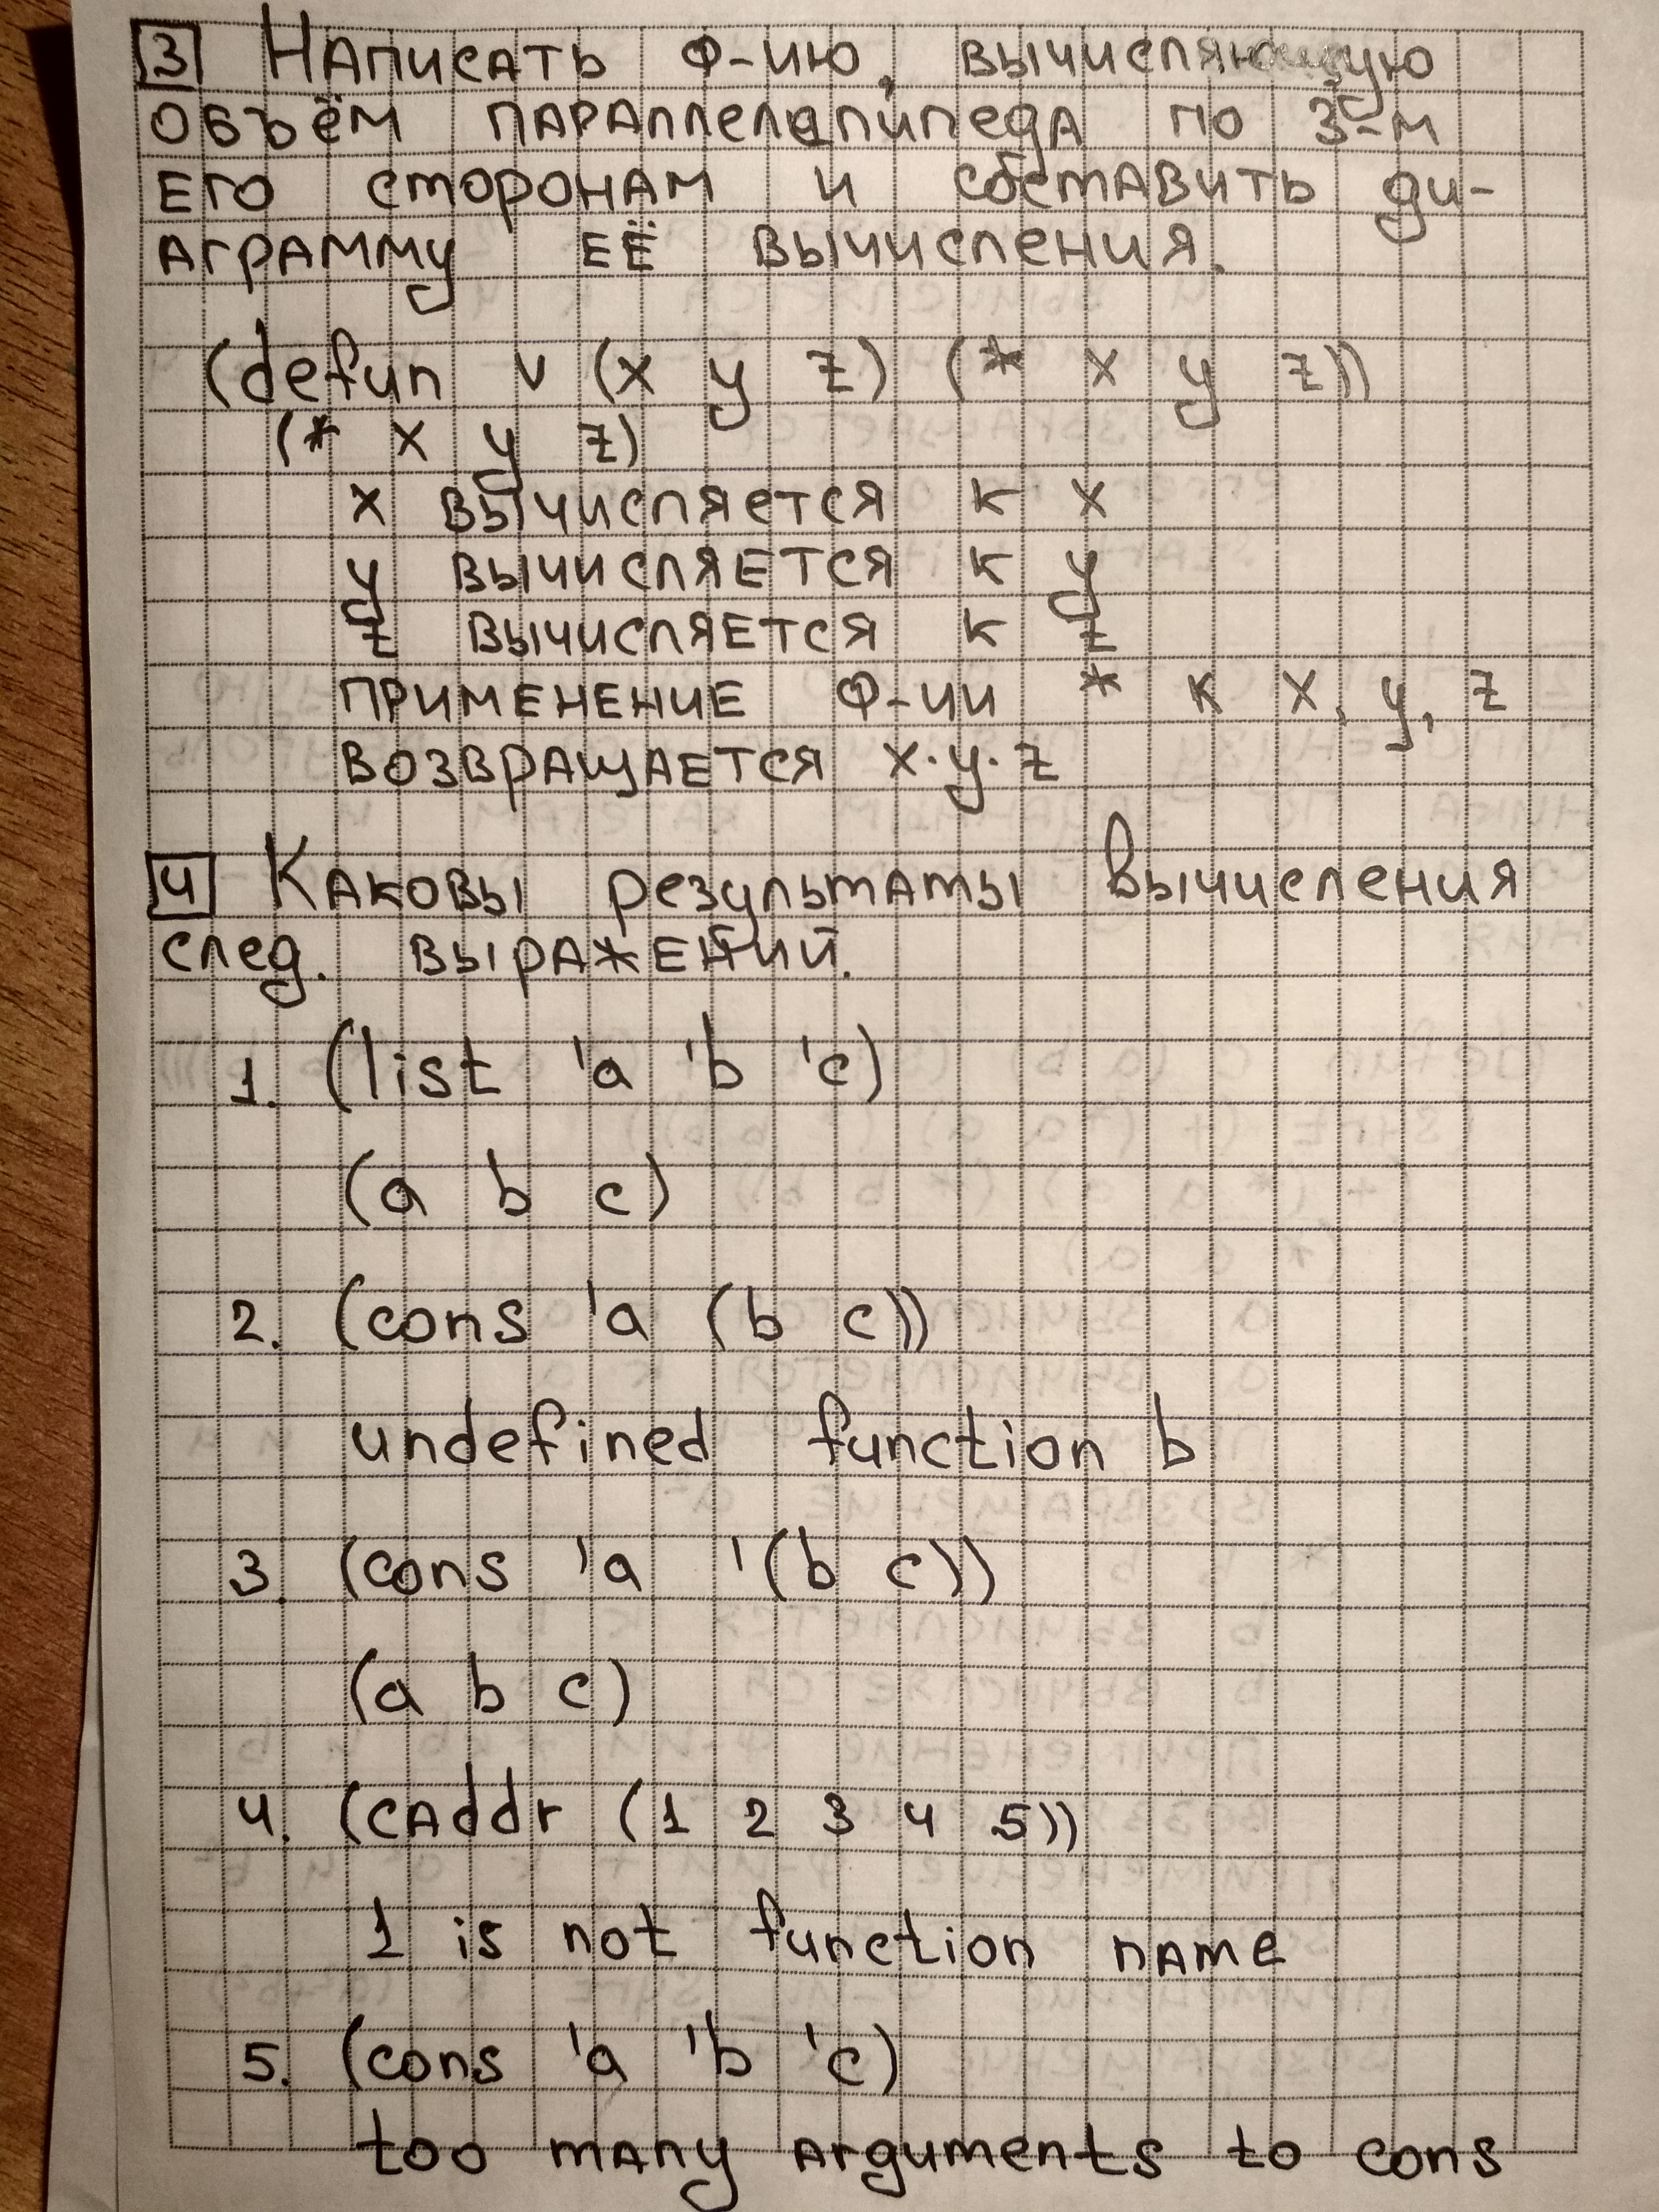 3 Написать ф-ию, вычисляющую
объём параллелепипеда по 3-м
его сторонам и составить ди-
аграмму её вычисления.
(defun v (x y z) (* x y z))
(* x y z)
x вычисляется к x
y вычисляется к y
z вычисляется к z
применение ф-ии * к x, y, z
возвращается x·y·z
4 Каковы результаты вычисления
след. выражений.
1. (list 'a 'b 'c)
(a b c)
2. (cons 'a (b c))
undefined function b
3 (cons 'a '(b c))
(a b c)
4. (caddr (1 2 3 4 5))
1 is not function name
5. (cons 'a 'b 'c)
too many arguments to cons